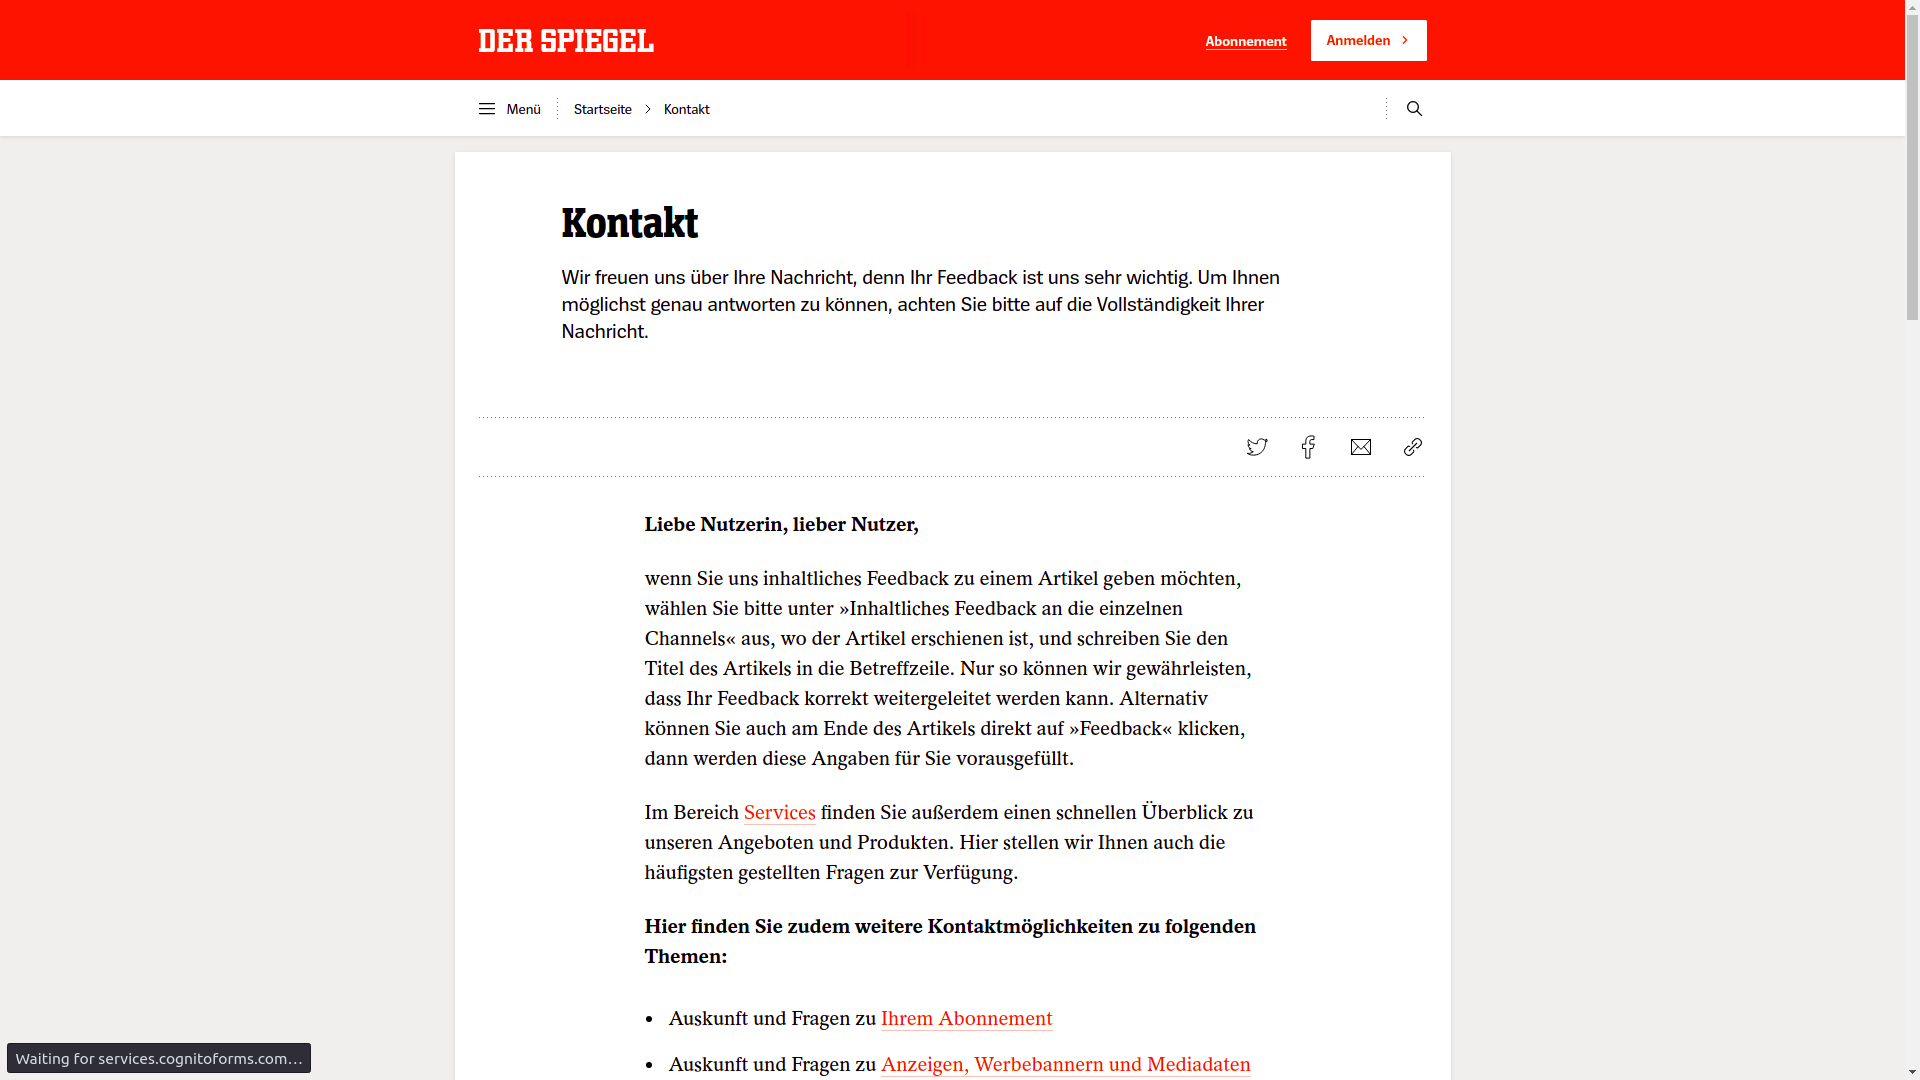 DER SPIEGEL
Abonnement
Anmelden
Menü
Startseite
Kontakt
Kontakt
Wir freuen uns über Ihre Nachricht, denn Ihr Feedback ist uns sehr wichtig. Um Ihnen
möglichst genau antworten zu können, achten Sie bitte auf die Vollständigkeit Ihrer
Nachricht.
Liebe Nutzerin, lieber Nutzer,
wenn Sie uns inhaltliches Feedback zu einem Artikel geben möchten,
wählen Sie bitte unter »Inhaltliches Feedback an die einzelnen
Channels« aus, wo der Artikel erschienen ist, und schreiben Sie den
Titel des Artikels in die Betreffzeile. Nur so können wir gewährleisten,
dass Ihr Feedback korrekt weitergeleitet werden kann. Alternativ
können Sie auch am Ende des Artikels direkt auf »Feedback« klicken,
dann werden diese Angaben für Sie vorausgefüllt.
Im Bereich Services finden Sie außerdem einen schnellen Überblick zu
unseren Angeboten und Produkten. Hier stellen wir Ihnen auch die
häufigsten gestellten Fragen zur Verfügung.
Hier finden Sie zudem weitere Kontaktmöglichkeiten zu folgenden
Themen:
• Auskunft und Fragen zu Ihrem Abonnement
• Auskunft und Fragen zu Anzeigen, Werbebannern und Mediadaten
Waiting for services.cognitoforms.com…